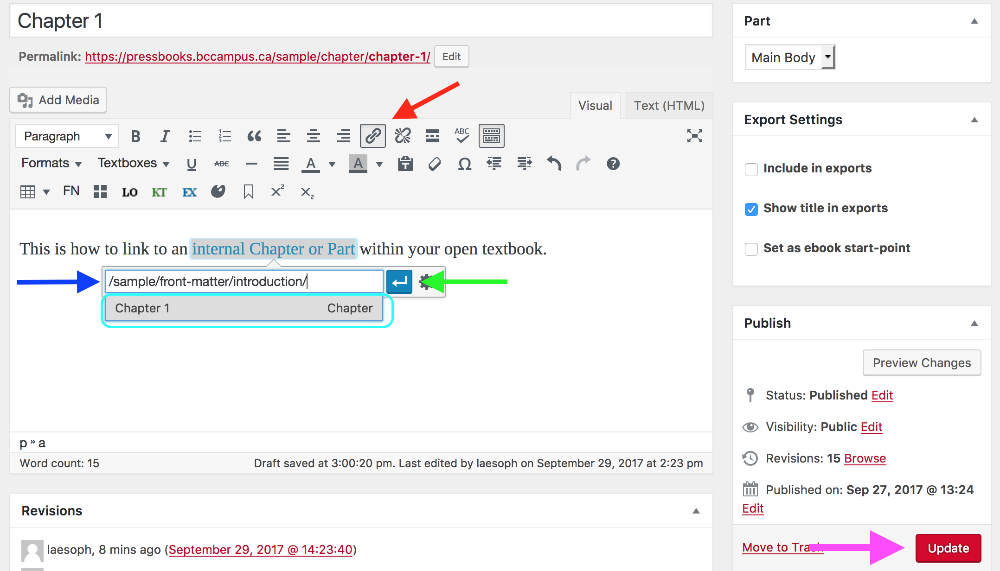 Chapter 1
Permalink: https://pressbooks.bccampus.ca/sample/chapter/chapter-1/ Edit
Add Media
Visual Text (HTML)
Paragraph B I ABC
Formats Textboxes U ABC A A Ω ?
FN LO KT EX X² X₂
This is how to link to an internal Chapter or Part within your open textbook.
/sample/front-matter/introduction/
Chapter 1 Chapter
p » a
Word count: 15 Draft saved at 3:00:20 pm. Last edited by laesoph on September 29, 2017 at 2:23 pm
Revisions
laesoph, 8 mins ago (September 29, 2017 @ 14:23:40)
Part
Main Body
Export Settings
Include in exports
Show title in exports
Set as ebook start-point
Publish
Preview Changes
Status: Published Edit
Visibility: Public Edit
Revisions: 15 Browse
Published on: Sep 27, 2017 @ 13:24
Edit
Move to Trash Update